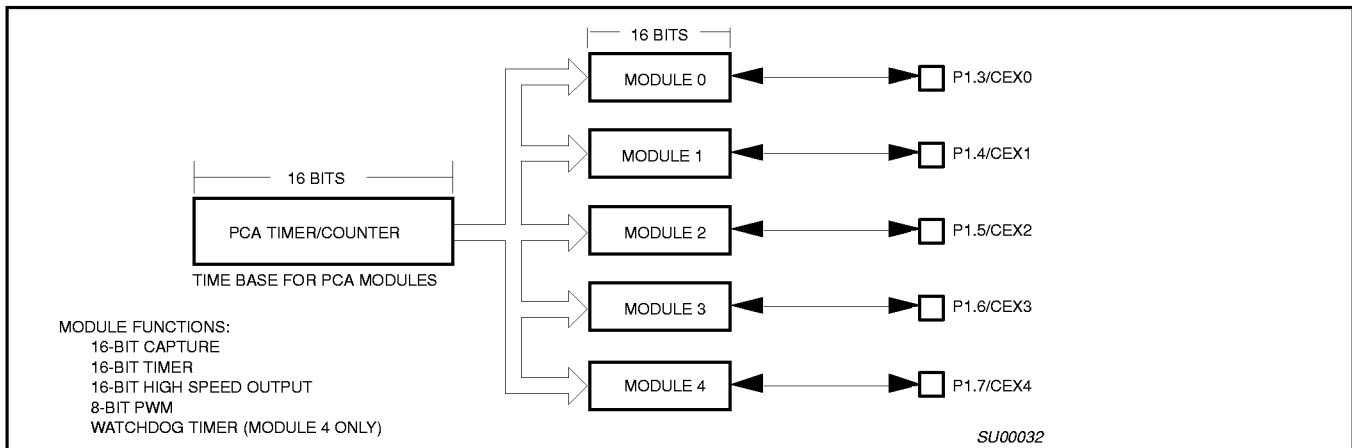 16 BITS
MODULE 0
P1.3/CEX0
MODULE 1
P1.4/CEX1
16 BITS
PCA TIMER/COUNTER
MODULE 2
P1.5/CEX2
TIME BASE FOR PCA MODULES
MODULE 3
P1.6/CEX3
MODULE FUNCTIONS:
16-BIT CAPTURE
16-BIT TIMER
16-BIT HIGH SPEED OUTPUT
8-BIT PWM
WATCHDOG TIMER (MODULE 4 ONLY)
MODULE 4
P1.7/CEX4
SU00032